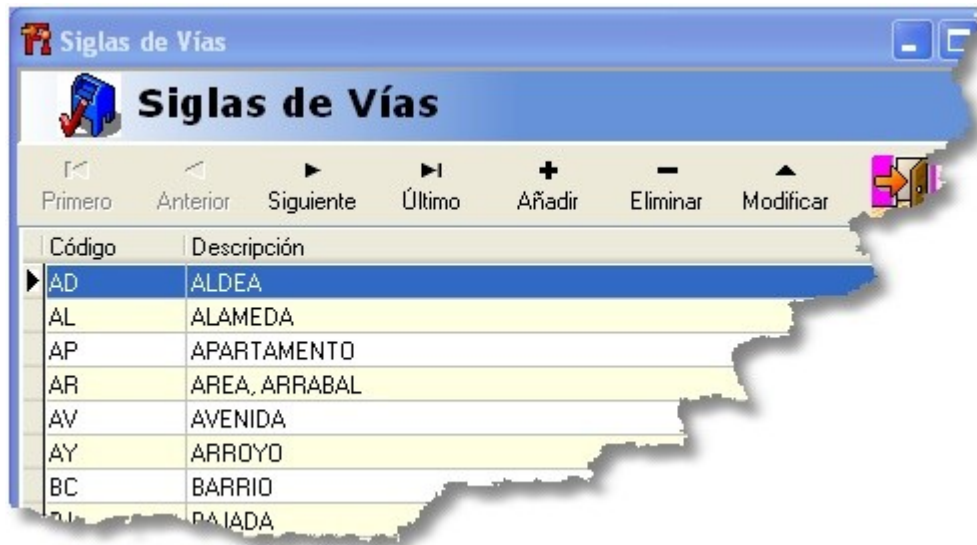 Siglas de Vías
Siglas de Vías
Primero Anterior Siguiente Último Añadir Eliminar Modificar
Código Descripción
AD ALDEA
AL ALAMEDA
AP APARTAMENTO
AR AREA, ARRABAL
AV AVENIDA
AY ARROYO
BC BARRIO
BAJADA